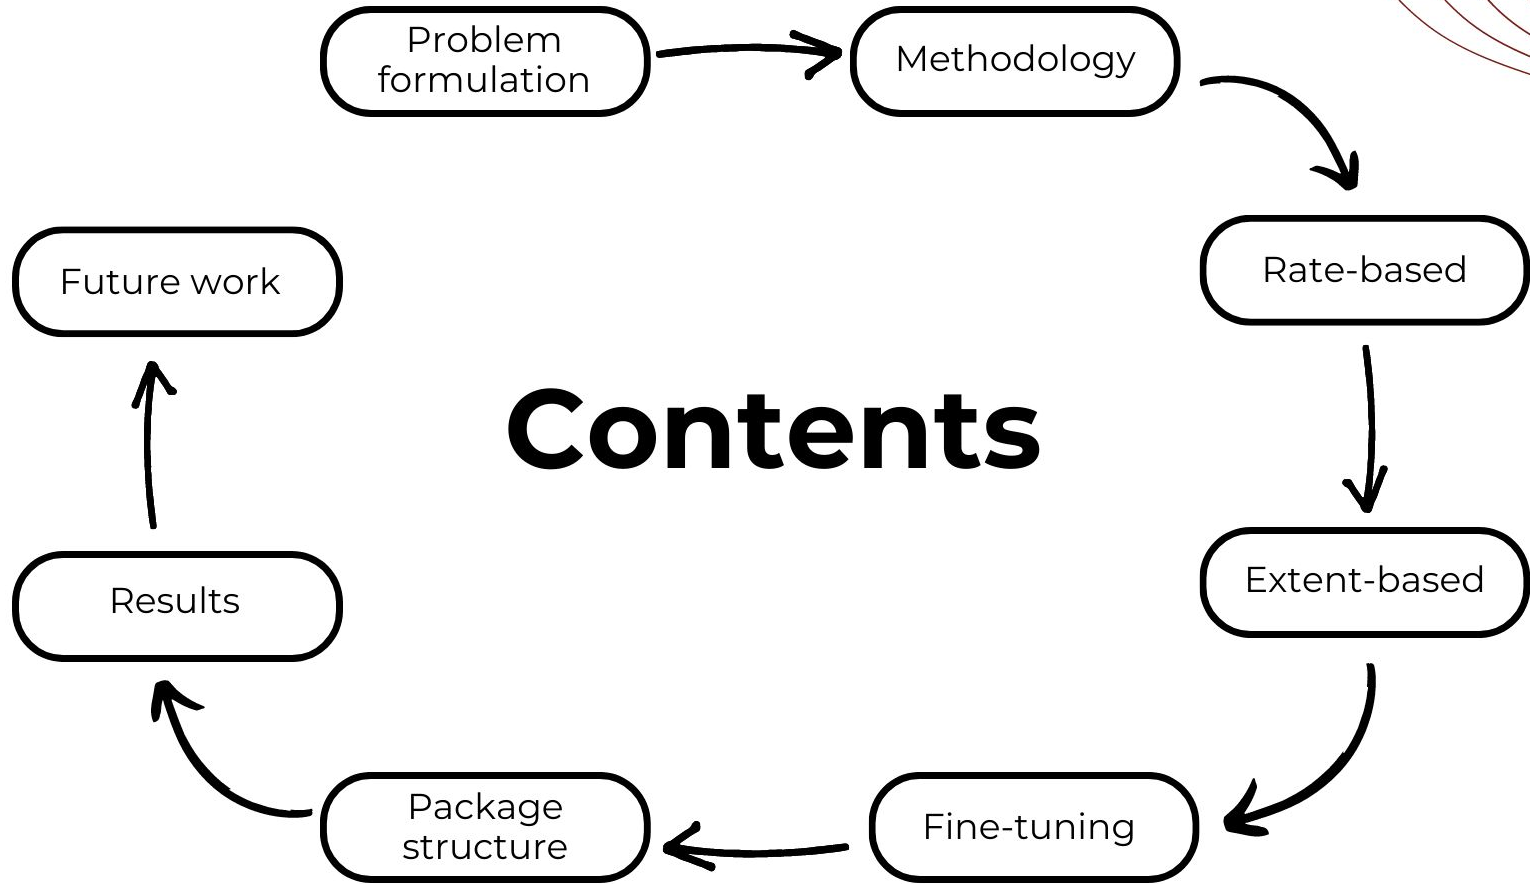 Problem
formulation
Methodology
Rate-based
Extent-based
Fine-tuning
Package
structure
Results
Future work
Contents